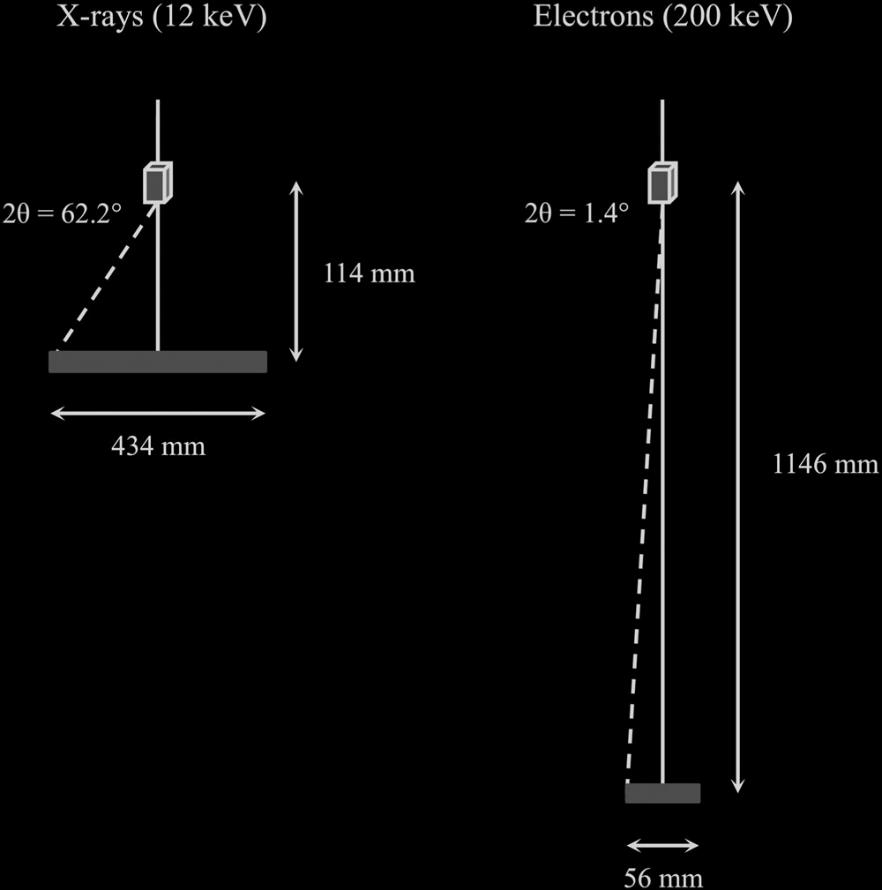 X-rays (12 keV)
Electrons (200 keV)
2θ = 62.2°
2θ = 1.4°
114 mm
434 mm
1146 mm
56 mm